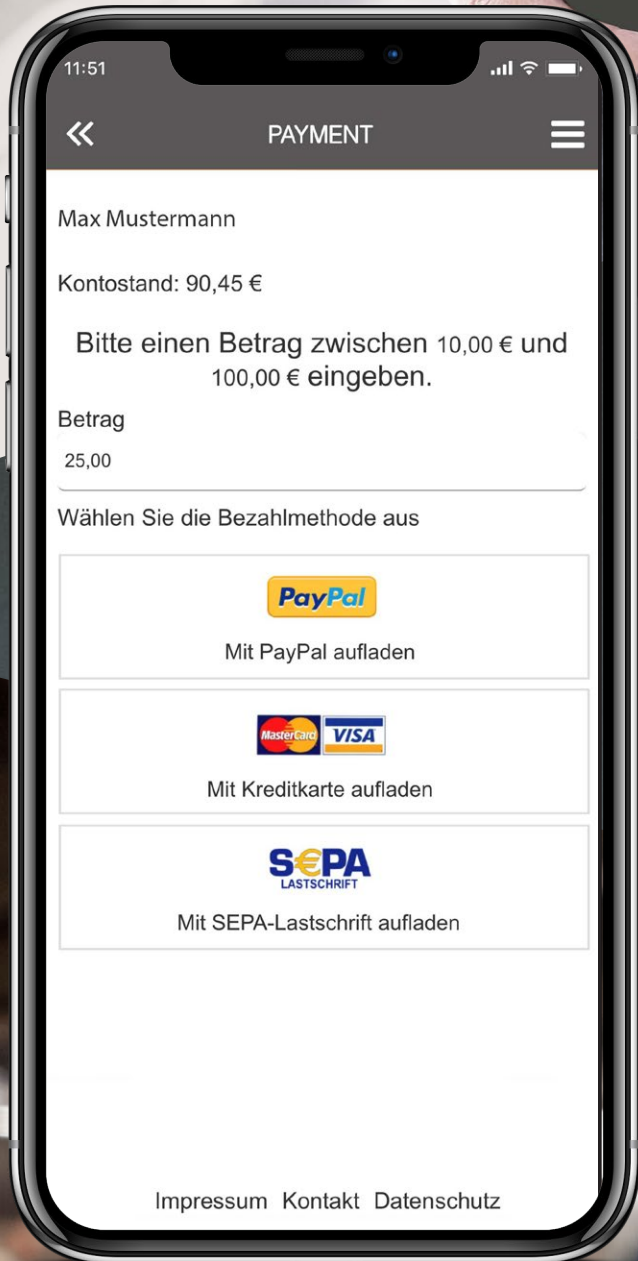 11:51
PAYMENT
Max Mustermann
Kontostand: 90,45 €
Bitte einen Betrag zwischen 10,00 € und
100,00 € eingeben.
Betrag
25,00
Wählen Sie die Bezahlmethode aus
PayPal
Mit PayPal aufladen
MasterCard VISA
Mit Kreditkarte aufladen
S€PA
LASTSCHRIFT
Mit SEPA-Lastschrift aufladen
Impressum Kontakt Datenschutz